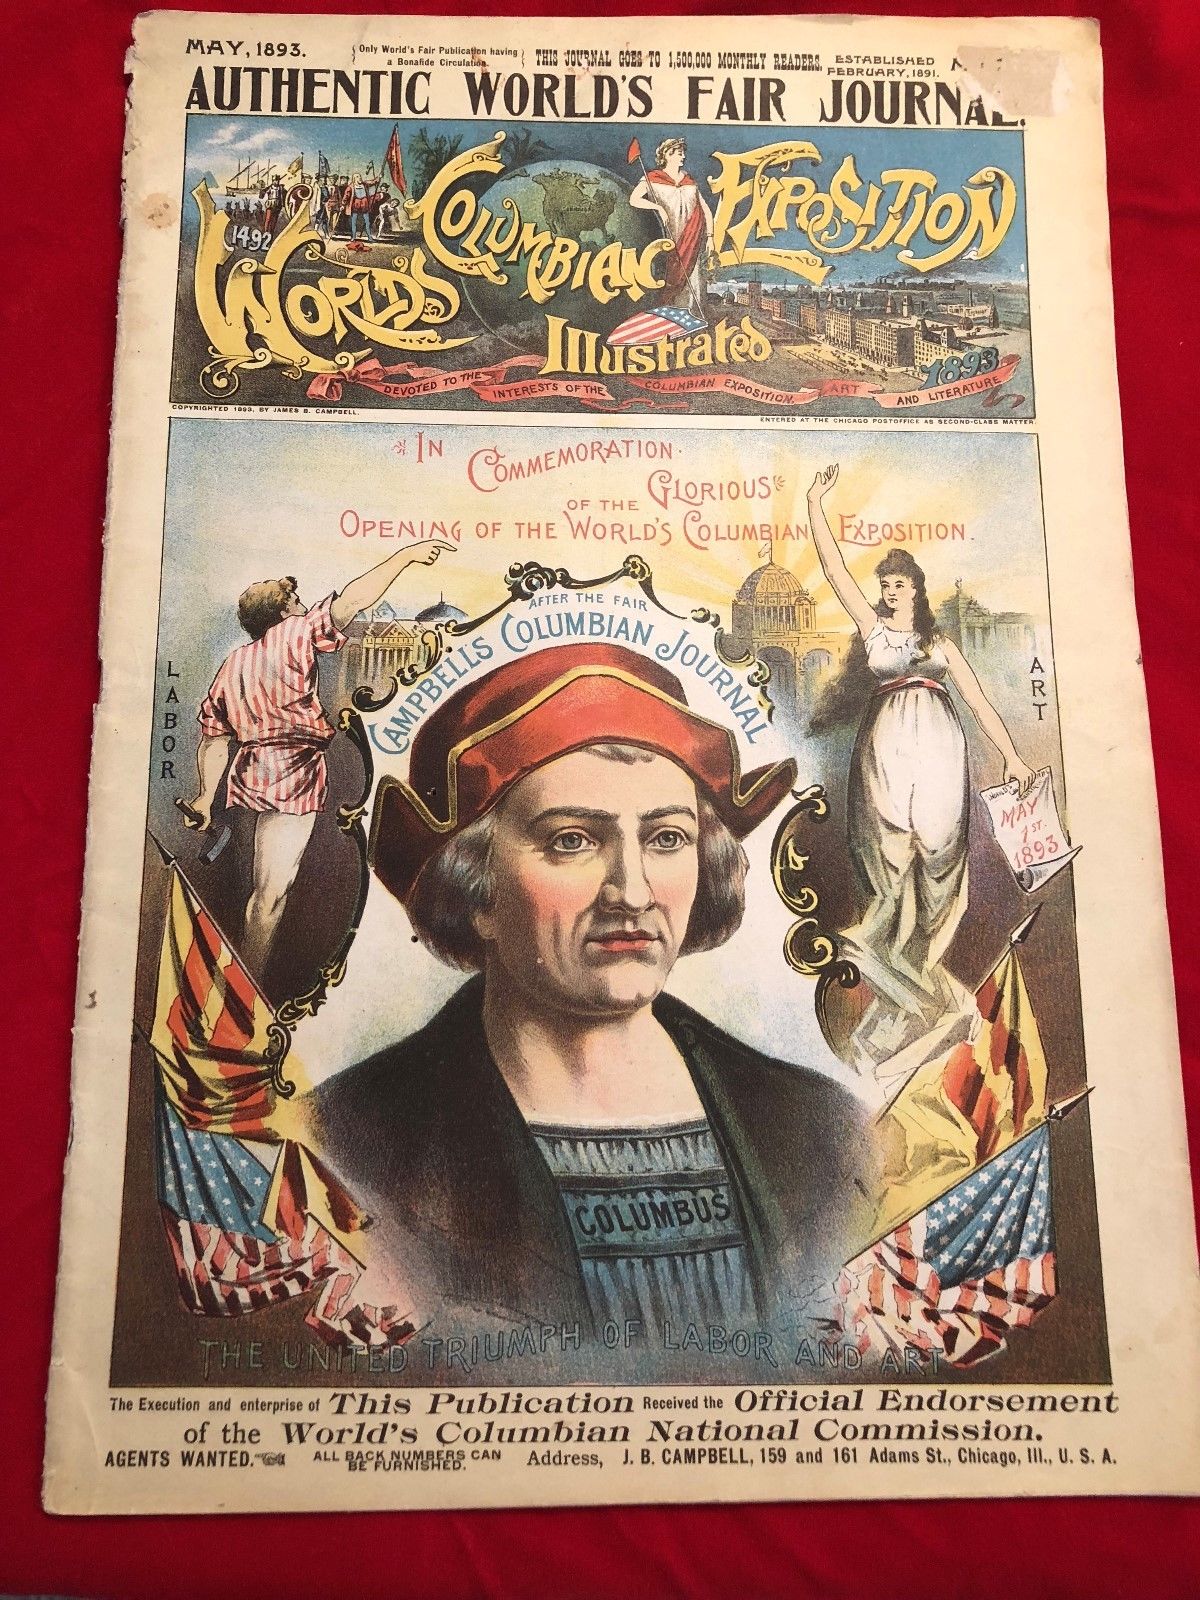 MAY, 1893.
Only World's Fair Publication having
a Bonafide Circulation.
THIS JOURNAL GOES TO 1,500,000 MONTHLY READERS.
ESTABLISHED
FEBRUARY, 1891.
AUTHENTIC WORLD'S FAIR JOURNAL.
1492
WORLD'S COLUMBIAN EXPOSITION
Illustrated
1893
DEVOTED TO THE INTERESTS OF THE COLUMBIAN EXPOSITION, ART AND LITERATURE
COPYRIGHTED 1893, BY JAMES B. CAMPBELL.
ENTERED AT THE CHICAGO POSTOFFICE AS SECOND-CLASS MATTER
IN COMMEMORATION
OF THE GLORIOUS
OPENING OF THE WORLD'S COLUMBIAN EXPOSITION.
AFTER THE FAIR
CAMPBELL'S COLUMBIAN JOURNAL
LABOR
ART
MAY
1ST.
1893
COLUMBUS
THE UNITED TRIUMPH OF LABOR AND ART
The Execution and enterprise of This Publication Received the Official Endorsement
of the World's Columbian National Commission.
AGENTS WANTED.
ALL BACK NUMBERS CAN
BE FURNISHED.
Address, J. B. CAMPBELL, 159 and 161 Adams St., Chicago, Ill., U. S. A.